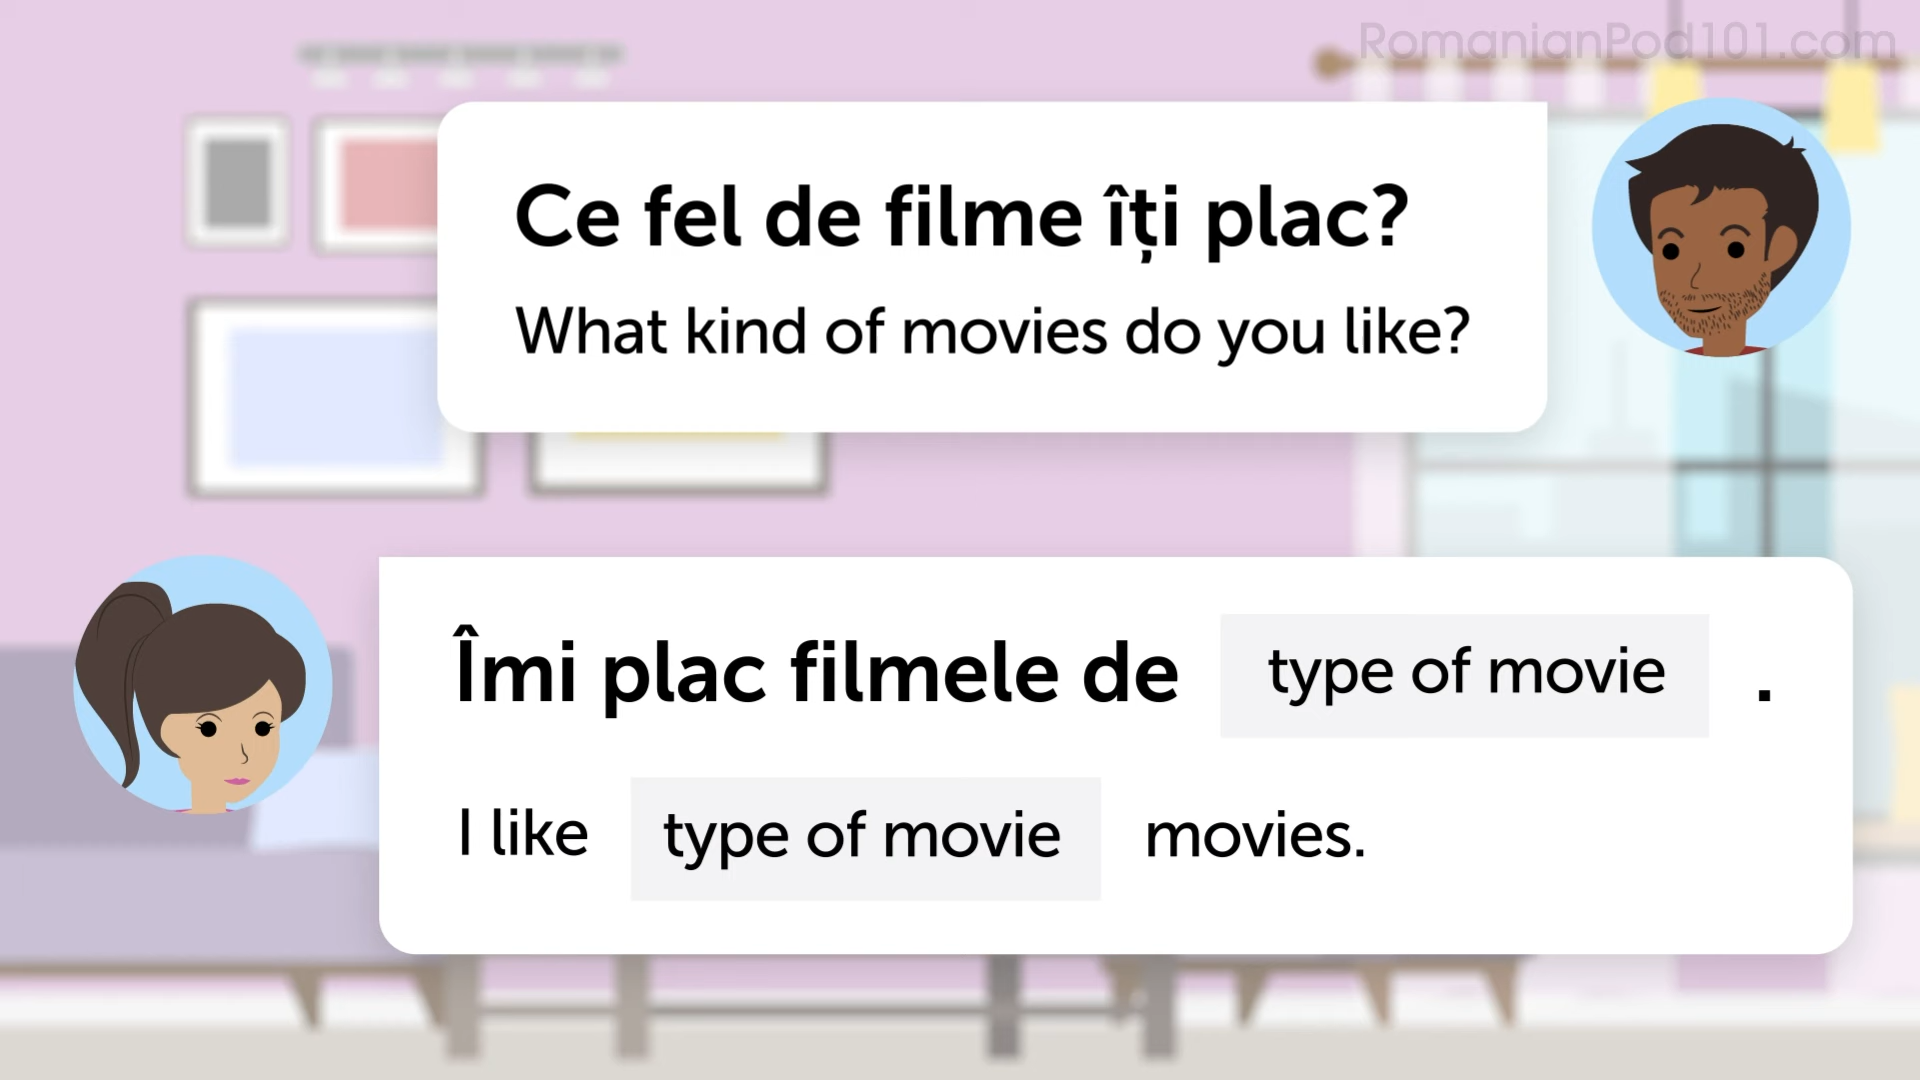 RomanianPod101.com
Ce fel de filme îți plac?
What kind of movies do you like?
Îmi plac filmele de type of movie .
I like type of movie movies.